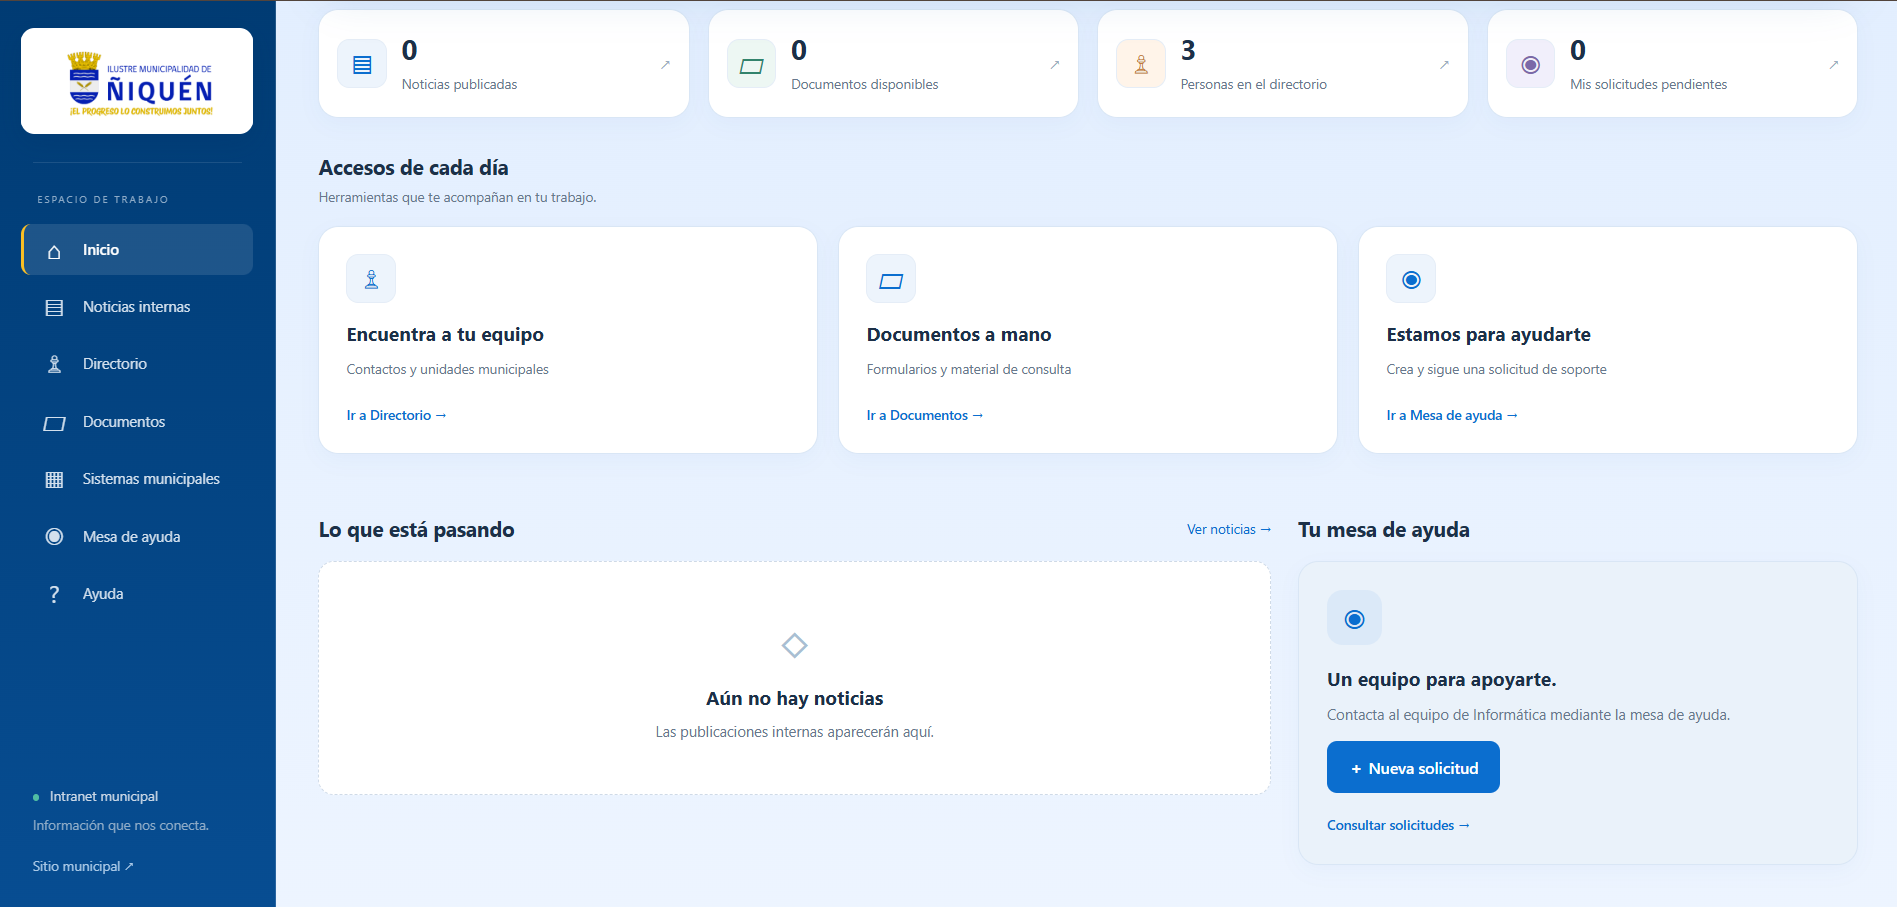 ILUSTRE MUNICIPALIDAD DE
ÑIQUÉN
¡EL PROGRESO LO CONSTRUIMOS JUNTOS!
ESPACIO DE TRABAJO
Inicio
Noticias internas
Directorio
Documentos
Sistemas municipales
Mesa de ayuda
? Ayuda
Intranet municipal
Información que nos conecta.
Sitio municipal ↗
0
Noticias publicadas
↗
0
Documentos disponibles
↗
3
Personas en el directorio
↗
0
Mis solicitudes pendientes
↗
Accesos de cada día
Herramientas que te acompañan en tu trabajo.
Encuentra a tu equipo
Contactos y unidades municipales
Ir a Directorio →
Documentos a mano
Formularios y material de consulta
Ir a Documentos →
Estamos para ayudarte
Crea y sigue una solicitud de soporte
Ir a Mesa de ayuda →
Lo que está pasando
Ver noticias →
Aún no hay noticias
Las publicaciones internas aparecerán aquí.
Tu mesa de ayuda
Un equipo para apoyarte.
Contacta al equipo de Informática mediante la mesa de ayuda.
+ Nueva solicitud
Consultar solicitudes →